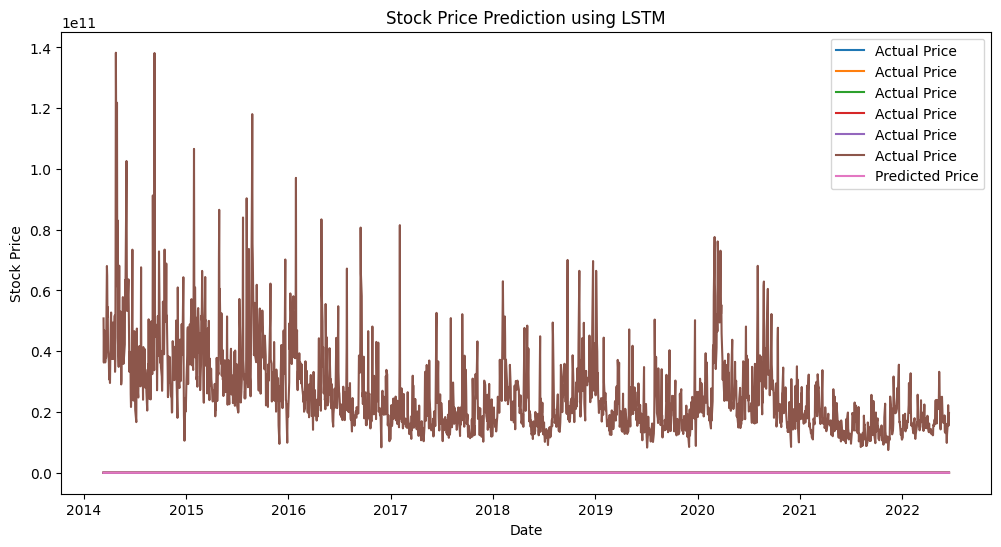 Stock Price Prediction using LSTM
1e11
1.4
1.2
1.0
0.8
0.6
0.4
0.2
0.0
Stock Price
Actual Price
Actual Price
Actual Price
Actual Price
Actual Price
Actual Price
Predicted Price
2014 2015 2016 2017 2018 2019 2020 2021 2022
Date